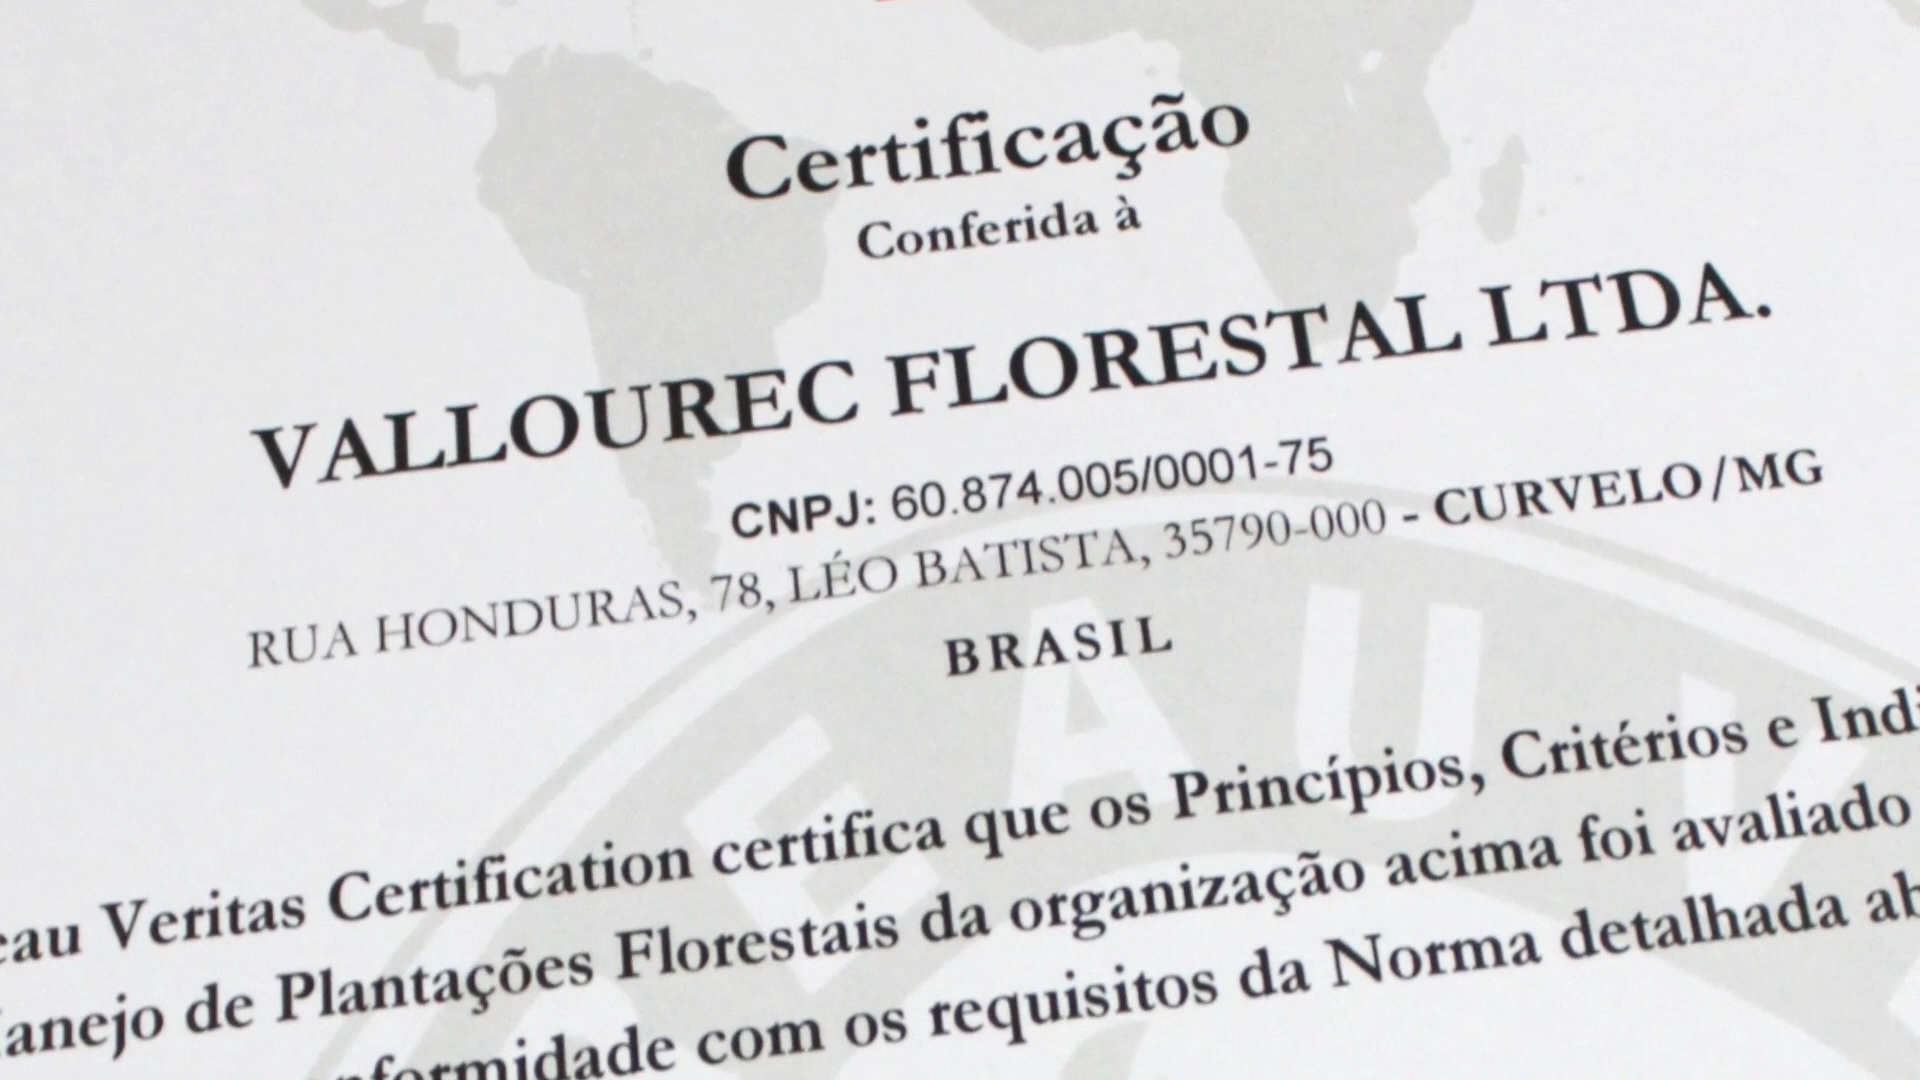 Certificação
Conferida à
VALLOUREC FLORESTAL LTDA.
CNPJ: 60.874.005/0001-75
RUA HONDURAS, 78, LÉO BATISTA, 35790-000 - CURVELO/MG
BRASIL
Veritas Certification certifica que os Princípios, Critérios e
de Plantações Florestais da organização acima foi avaliado
com os requisitos da Norma detalhada